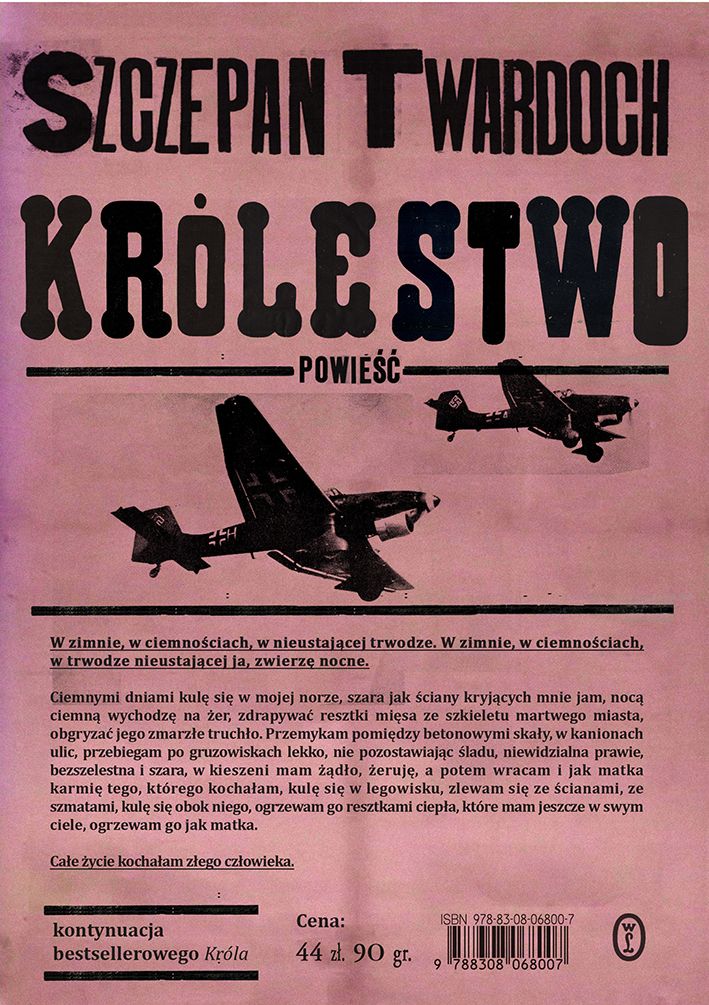 SZCZEPAN TWARDOCH
KRÓLESTWO
POWIEŚĆ
W zimnie, w ciemnościach, w nieustającej trwodze. W zimnie, w ciemnościach,
w trwodze nieustającej ja, zwierzę nocne.
Ciemnymi dniami kulę się w mojej norze, szara jak ściany kryjących mnie jam, nocą
ciemną wychodzę na żer, zdrapywać resztki mięsa ze szkieletu martwego miasta,
obgryzać jego zmarzłe truchło. Przemykam pomiędzy betonowymi skały, w kanionach
ulic, przebiegam po gruzowiskach lekko, nie pozostawiając śladu, niewidzialna prawie,
bezszelestna i szara, w kieszeni mam żądło, żeruję, a potem wracam i jak matka
karmię tego, którego kochałam, kulę się w legowisku, zlewam się ze ścianami, ze
szmatami, kulę się obok niego, ogrzewam go resztkami ciepła, które mam jeszcze w swym
ciele, ogrzewam go jak matka.
Całe życie kochałam złego człowieka.
kontynuacja
bestsellerowego Króla
Cena:
44 zł. 90 gr.
ISBN 978-83-08-06800-7
9 788308 068007
W
Ł